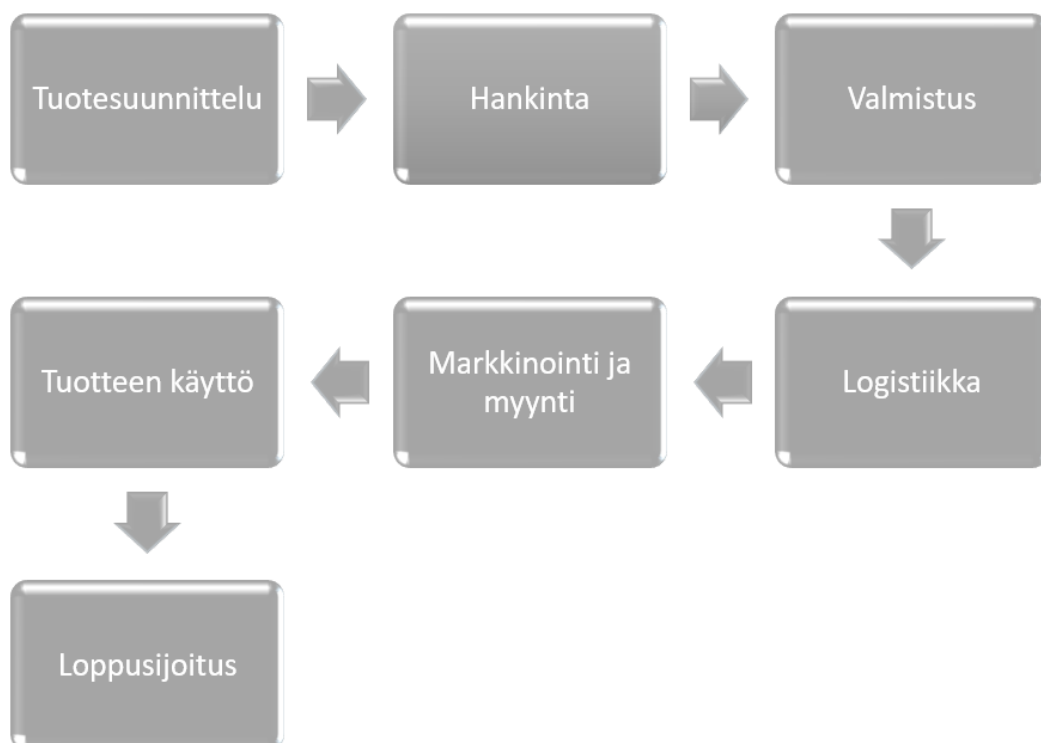 Tuotesuunnittelu
Hankinta
Valmistus
Logistiikka
Markkinointi ja
myynti
Tuotteen käyttö
Loppusijoitus